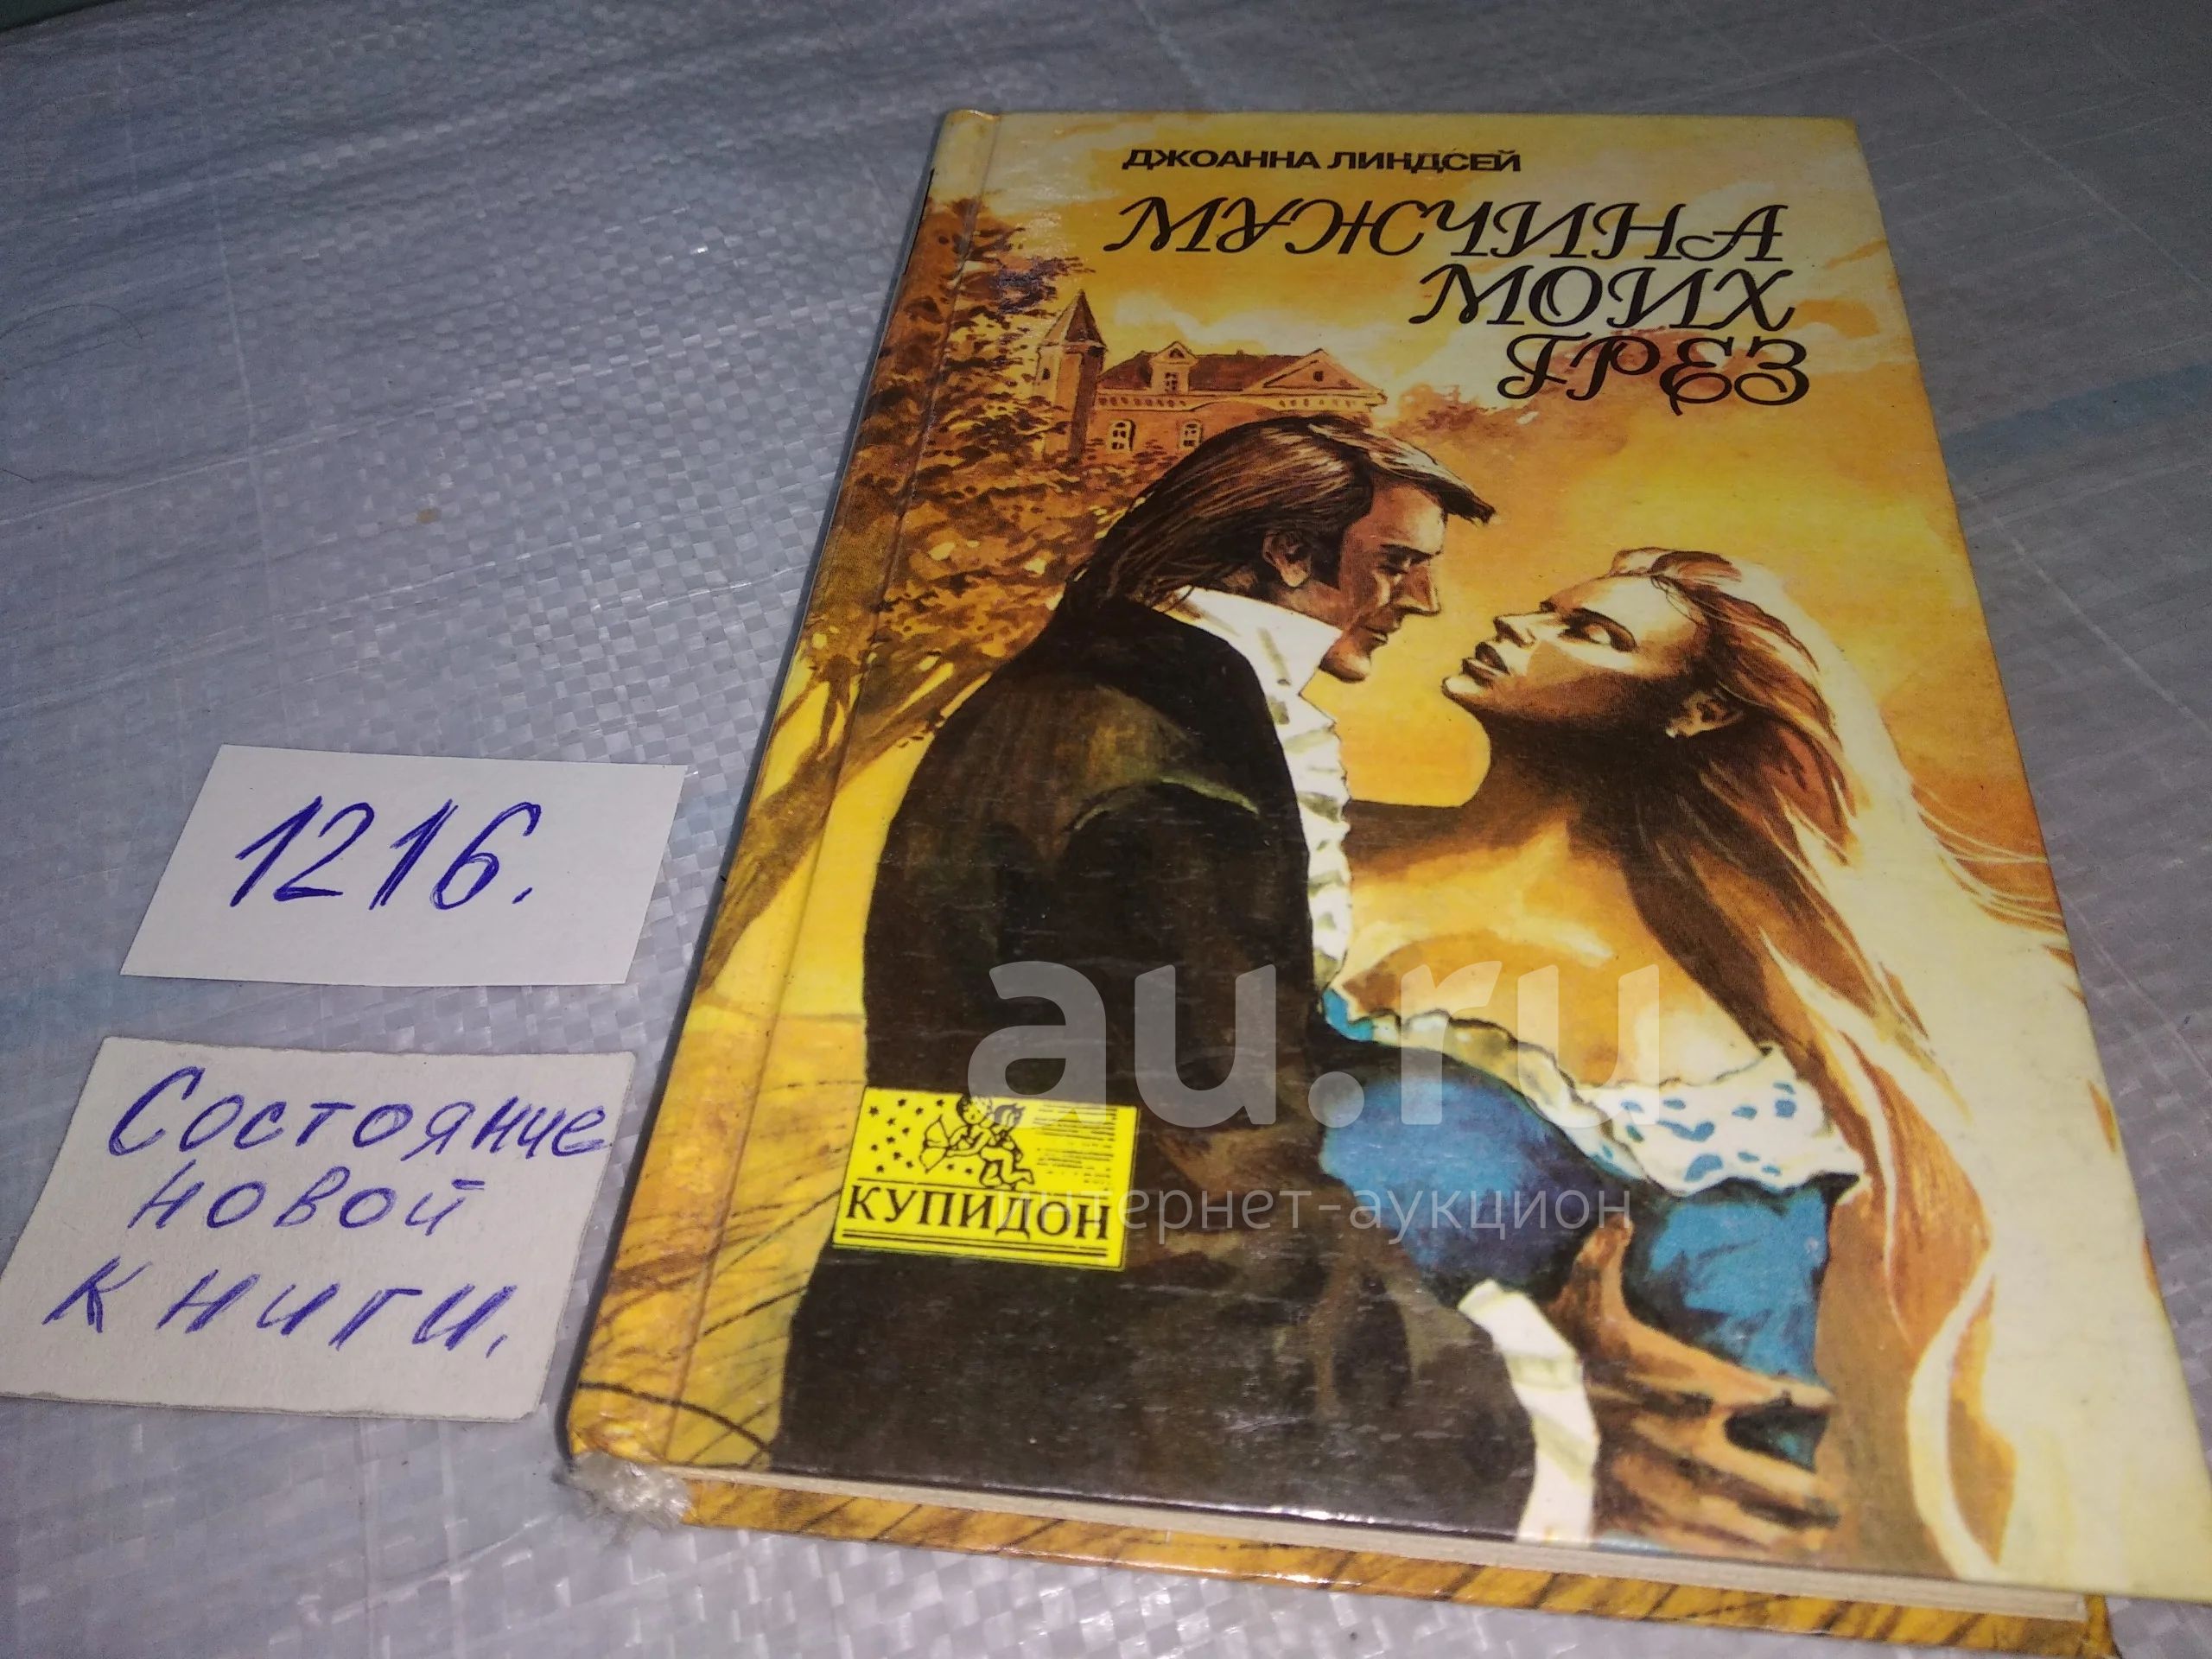 ДЖОАННА ЛИНДСЕЙ
МУЖЧИНА
МОИХ
ГРЕЗ
1216.
Состояние
новой
книги.
au.ru
интернет-аукцион
КУПИДОН